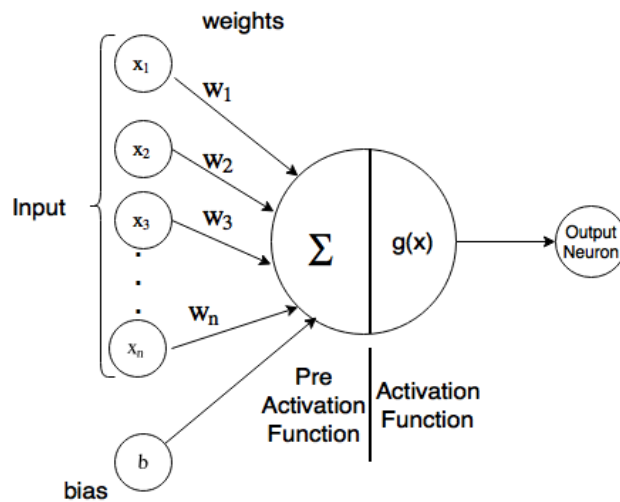 weights
x1
w1
x2
w2
Input
x3
w3
Σ
g(x)
Output
Neuron
wn
xn
Pre
Activation
Function
Activation
Function
b
bias